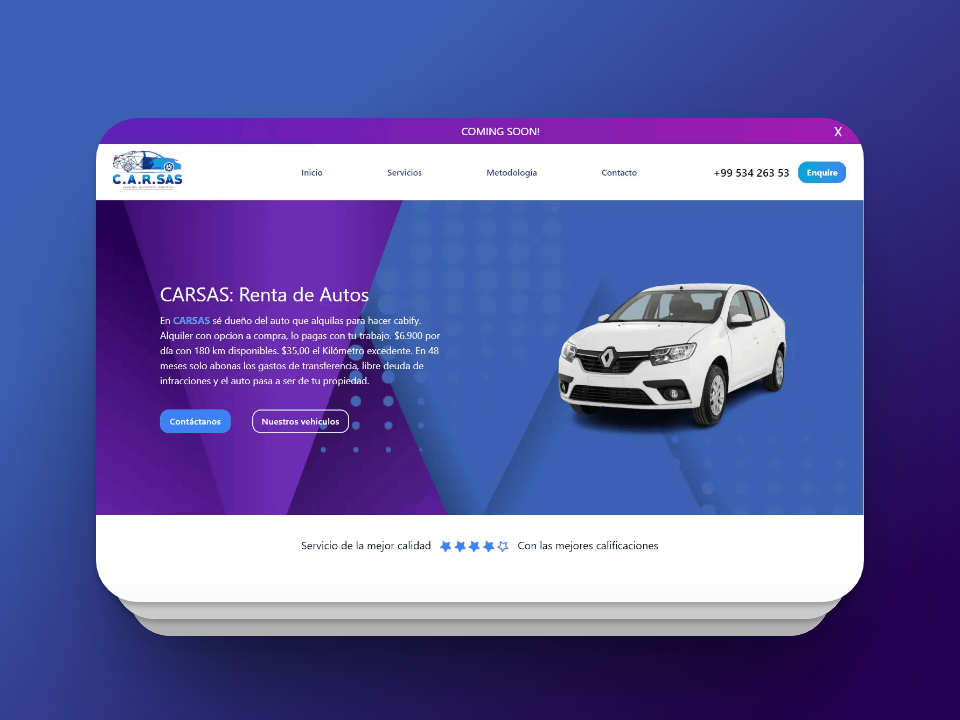 COMING SOON!
X
C.A.R.SAS
Inicio
Servicios
Metodologia
Contacto
+99 534 263 53
Enquire
CARSAS: Renta de Autos
En CARSAS sé dueño del auto que alquilas para hacer cabify.
Alquiler con opcion a compra, lo pagas con tu trabajo. $6.900 por
día con 180 km disponibles. $35,00 el Kilómetro excedente. En 48
meses solo abonas los gastos de transferencia, libre deuda de
infracciones y el auto pasa a ser de tu propiedad.
Contáctanos
Nuestros vehiculos
Servicio de la mejor calidad
Con las mejores calificaciones